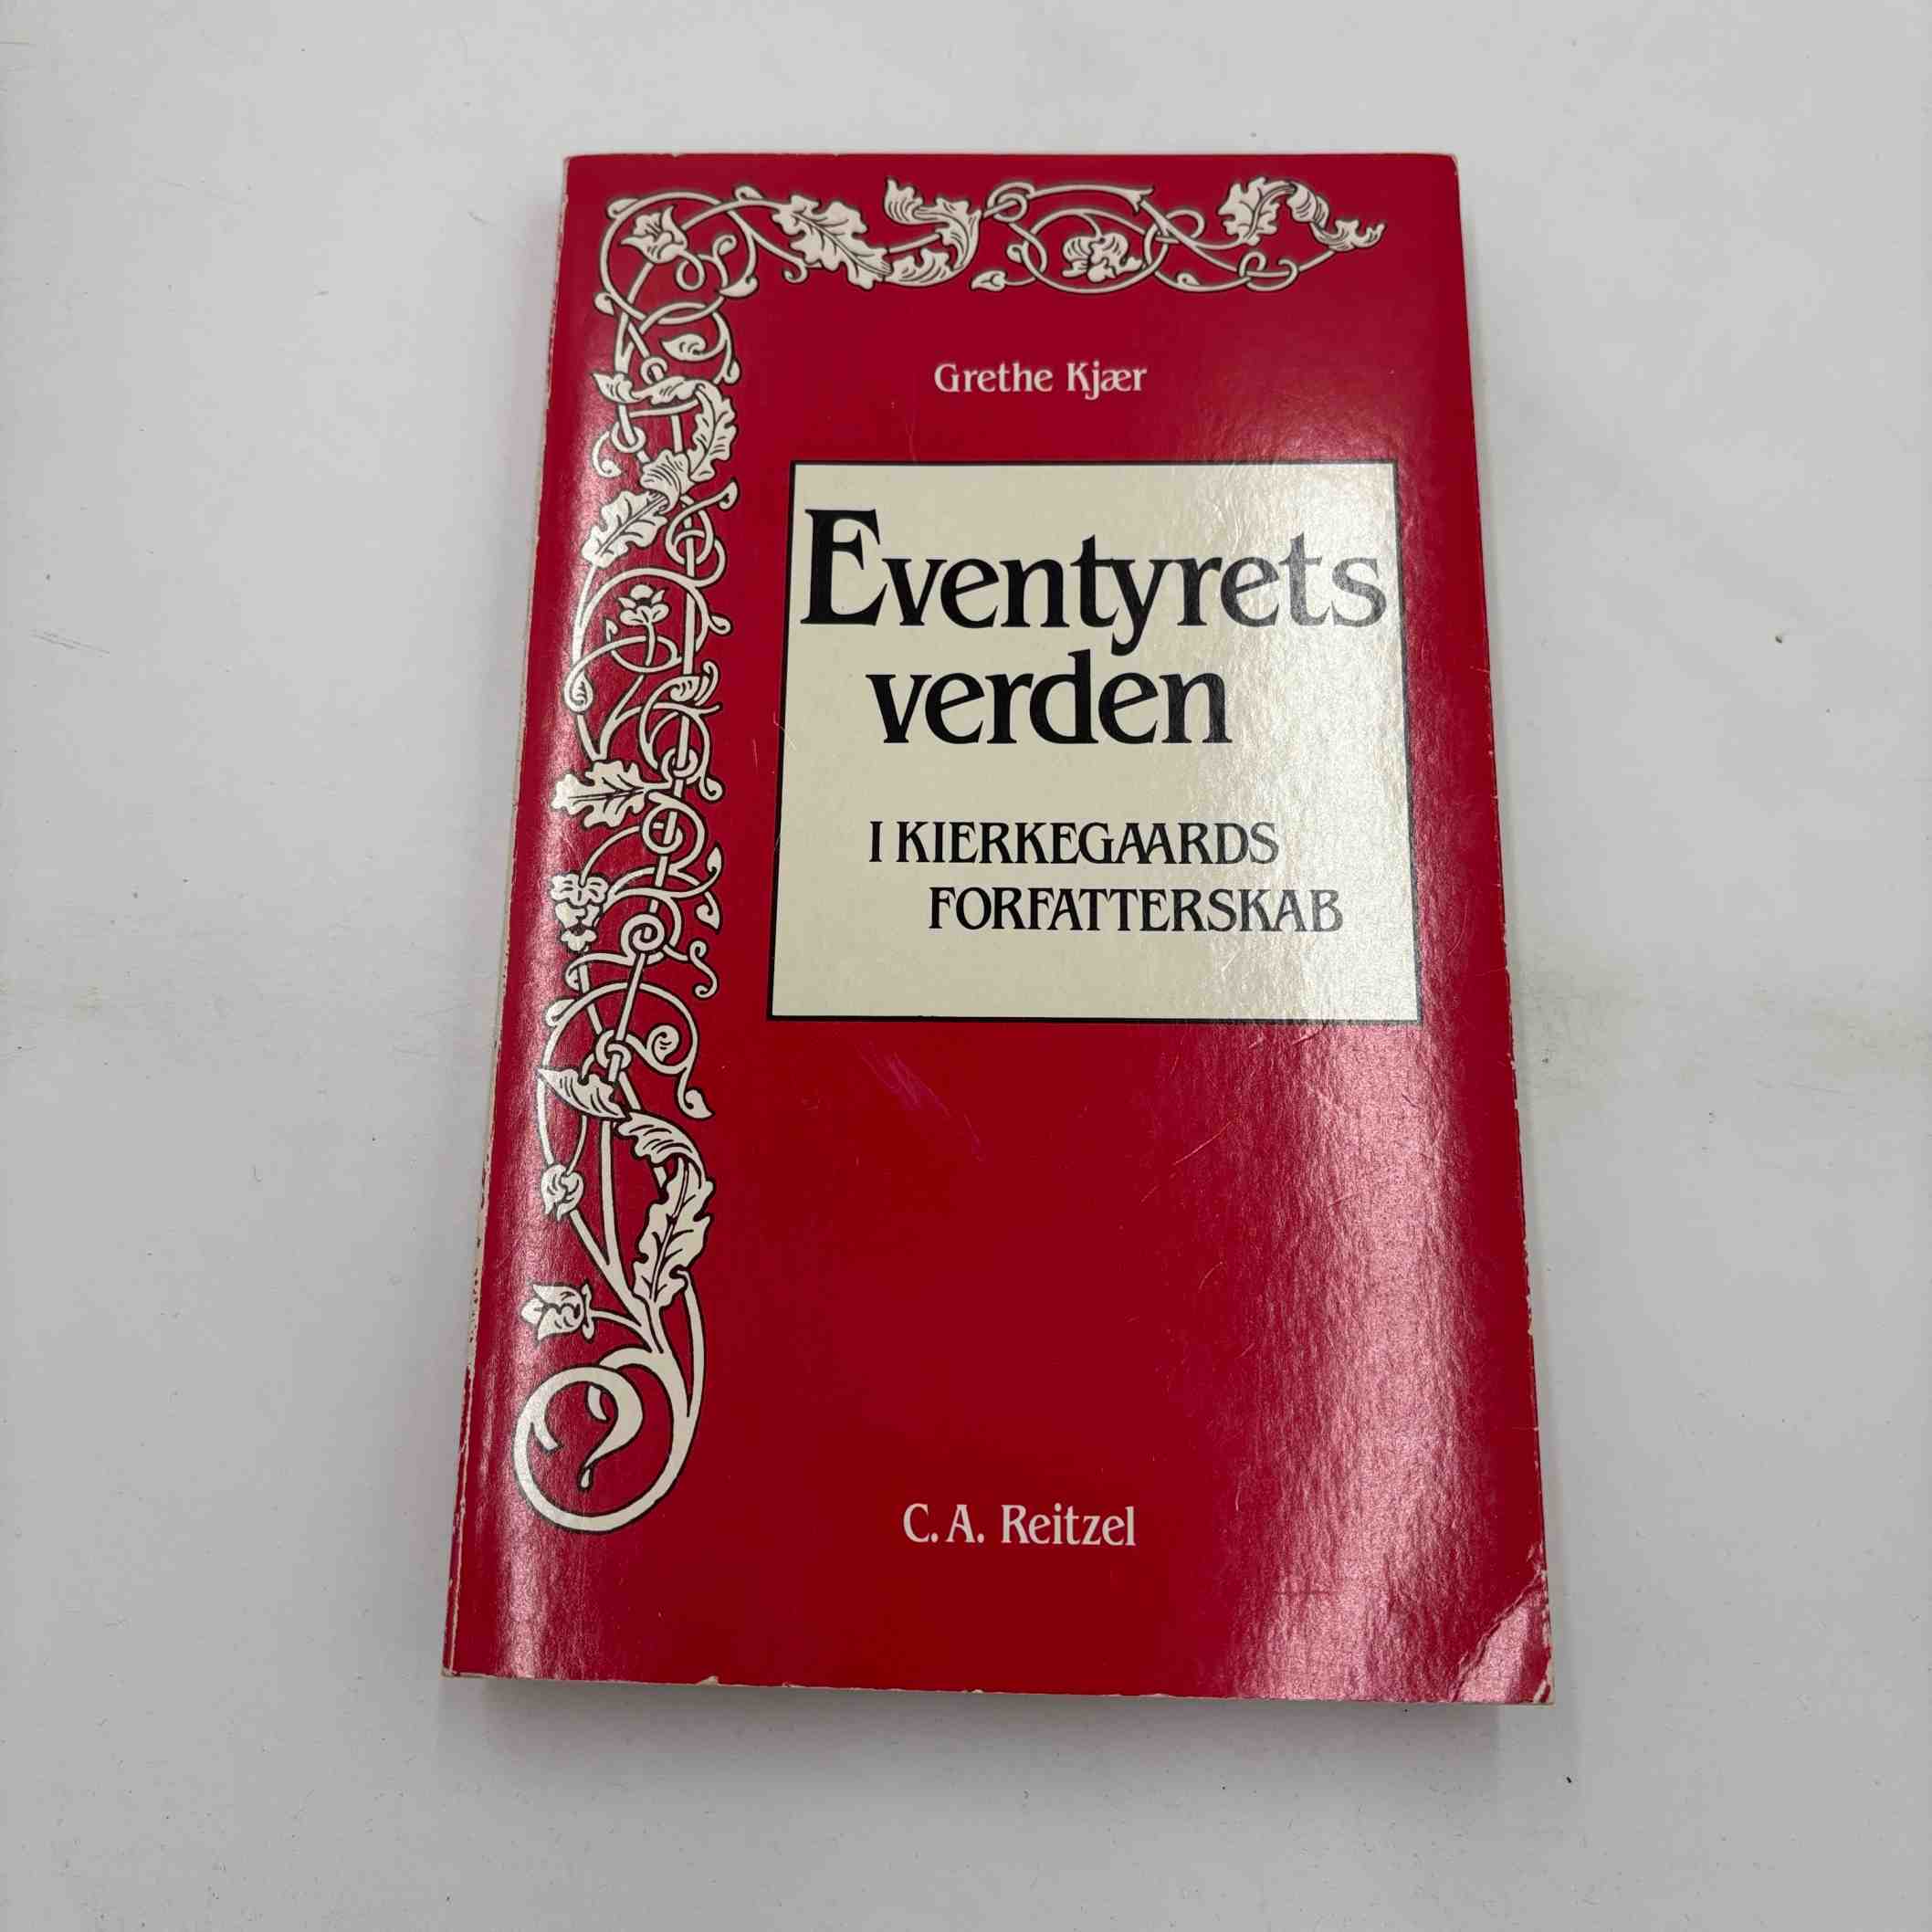 Grethe Kjær
Eventyrets
verden
I KIERKEGAARDS
FORFATTERSKAB
C. A. Reitzel